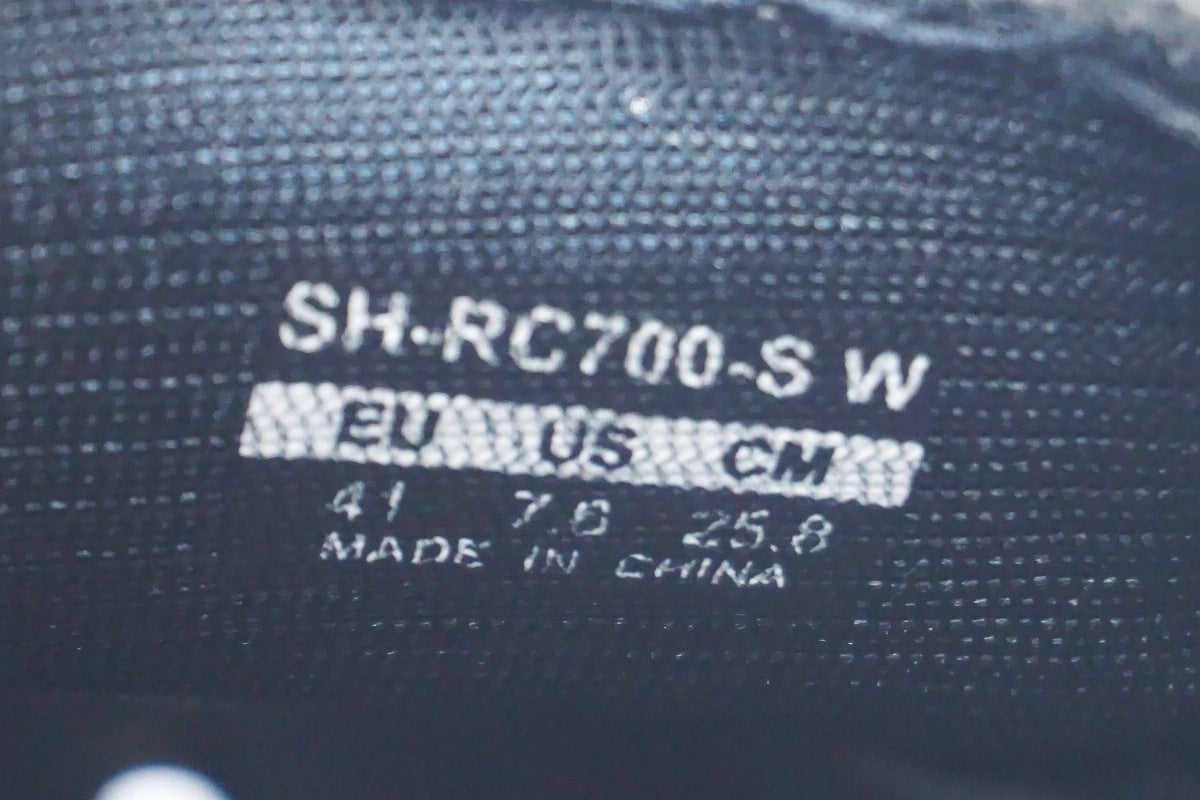 SH-RC700-S W
EU US CM
41 7.6 25.8
MADE IN CHINA